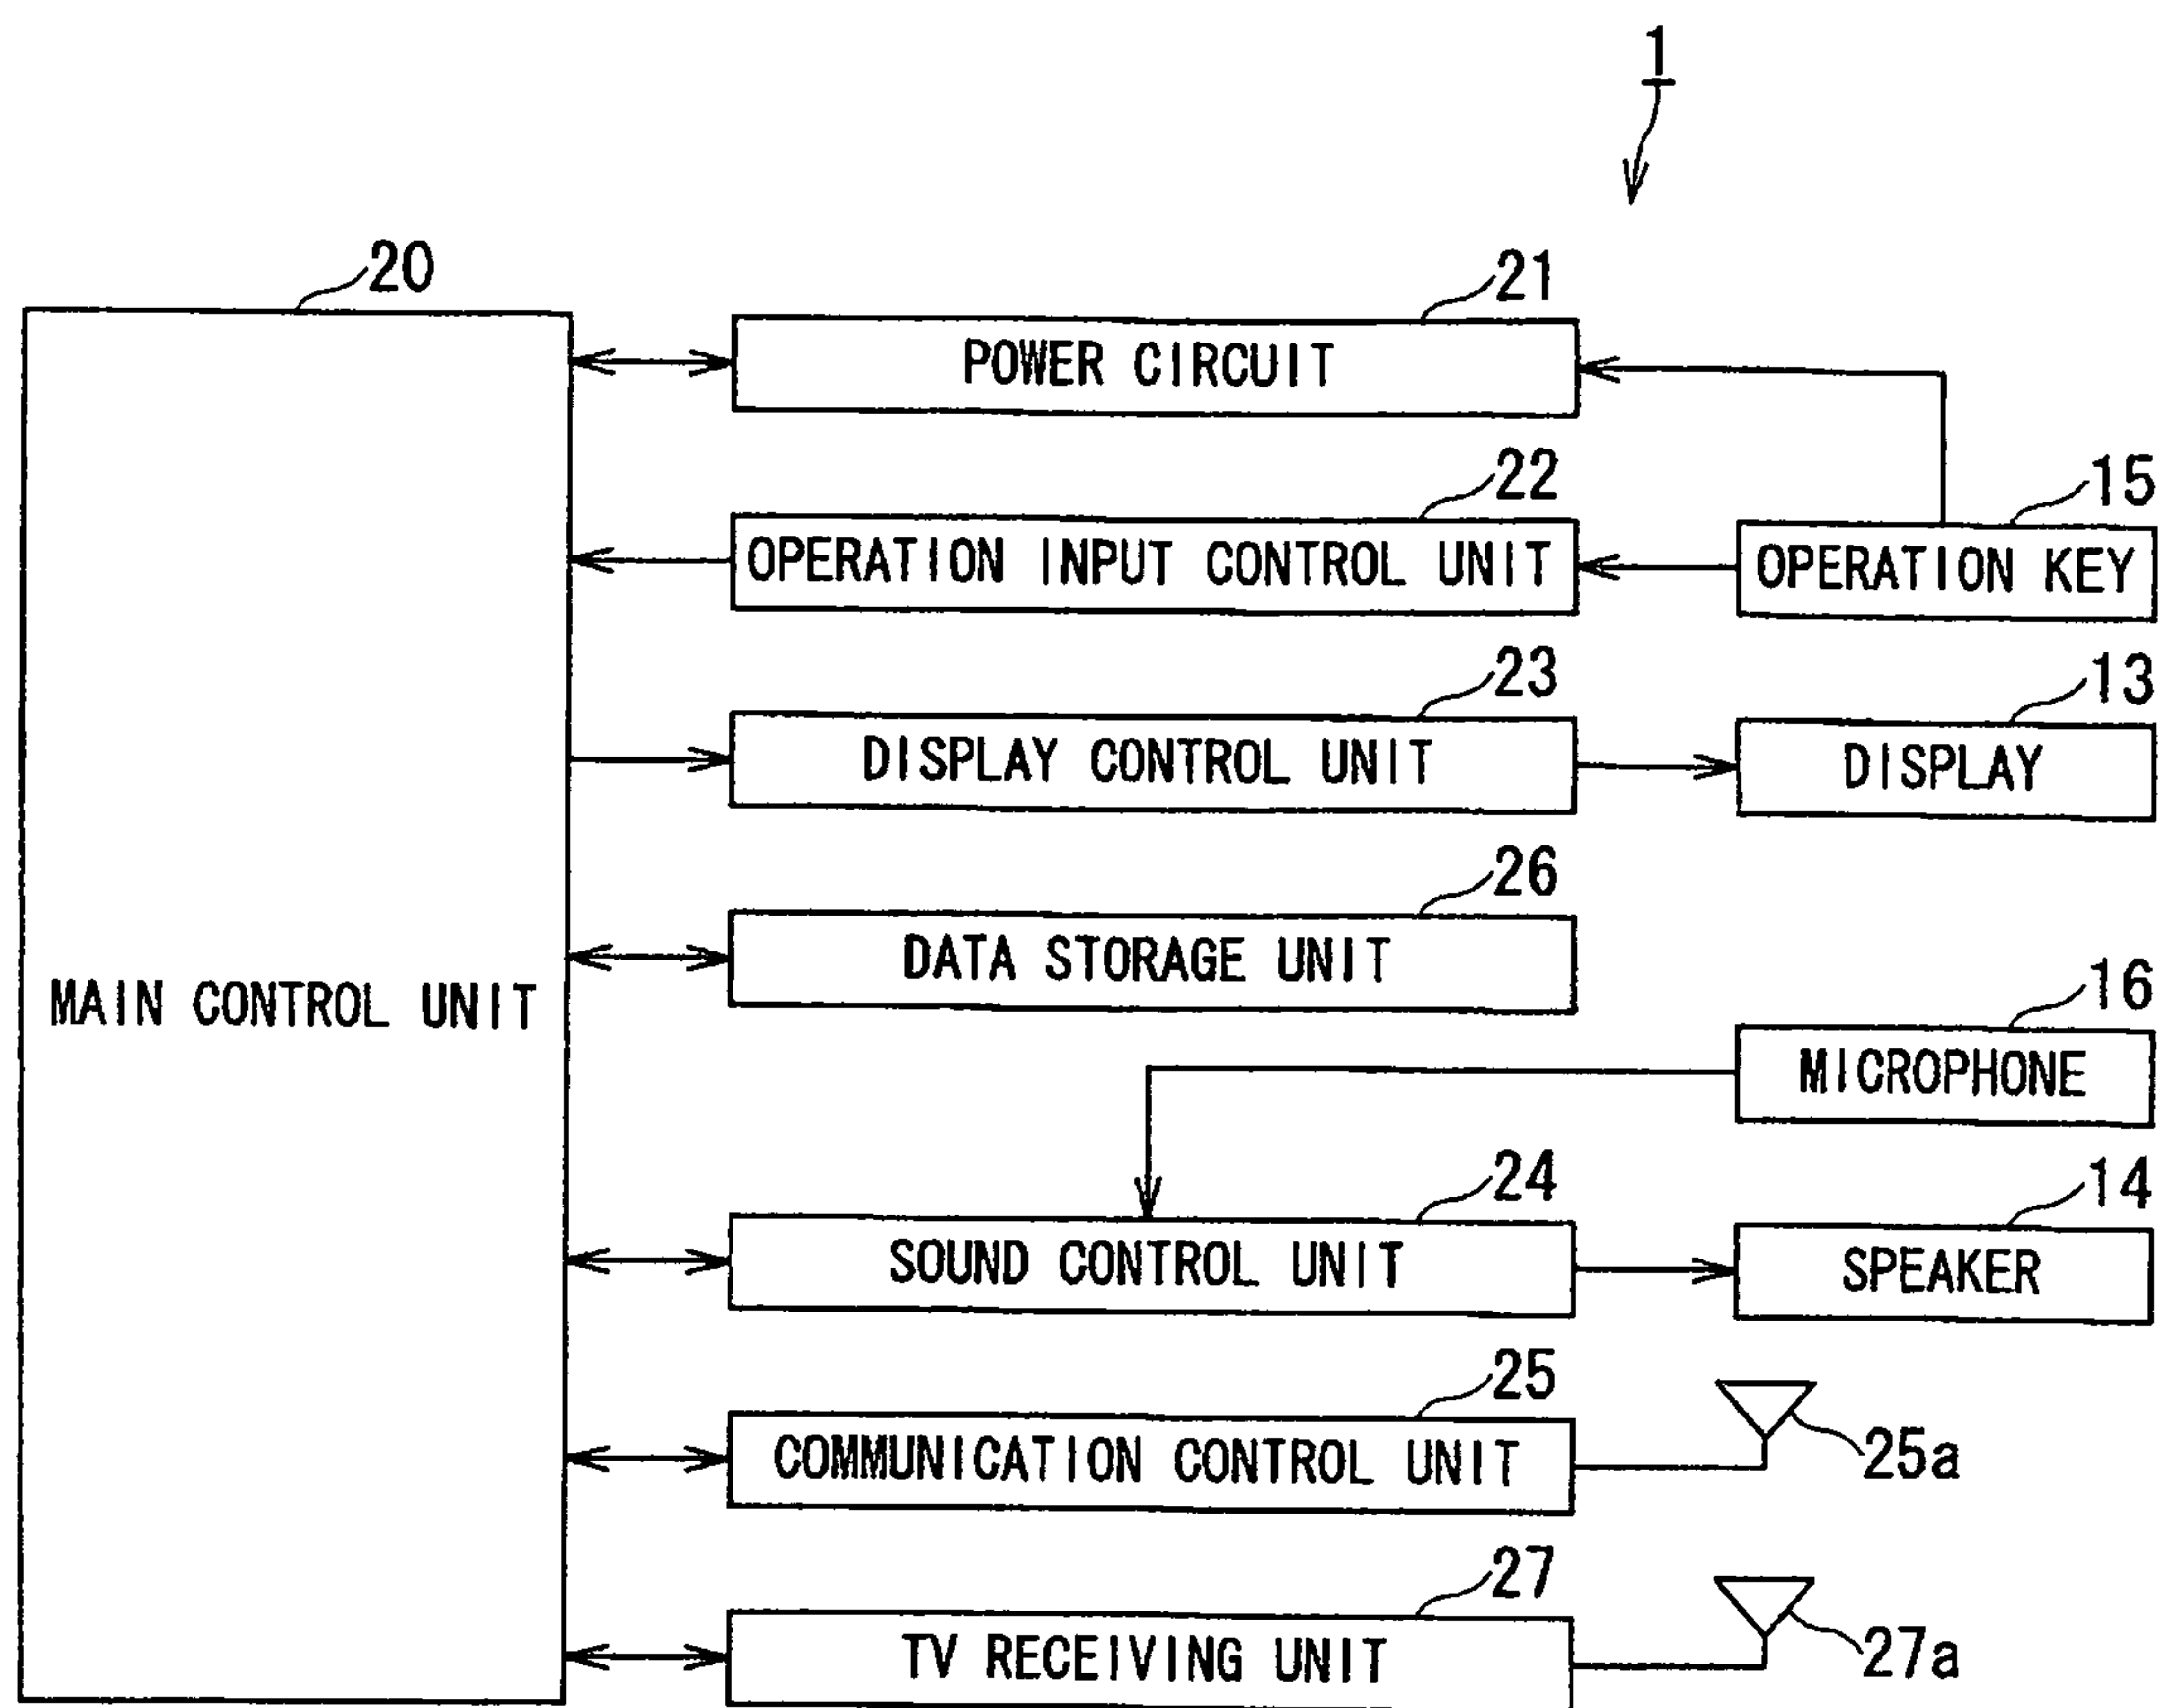 1
20
21
POWER CIRCUIT
22
15
OPERATION INPUT CONTROL UNIT
OPERATION KEY
23
13
DISPLAY CONTROL UNIT
DISPLAY
26
DATA STORAGE UNIT
MAIN CONTROL UNIT
16
MICROPHONE
24
14
SOUND CONTROL UNIT
SPEAKER
25
COMMUNICATION CONTROL UNIT
25a
27
TV RECEIVING UNIT
27a